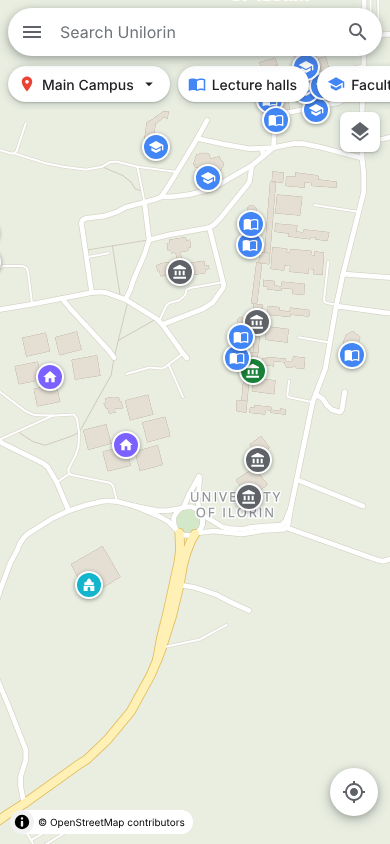 Search Unilorin
Main Campus
Lecture halls
Facult
UNIVERSITY
OF ILORIN
© OpenStreetMap contributors